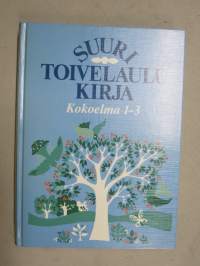 SUURI
TOIVELAULU
KIRJA
Kokoelma 1-3